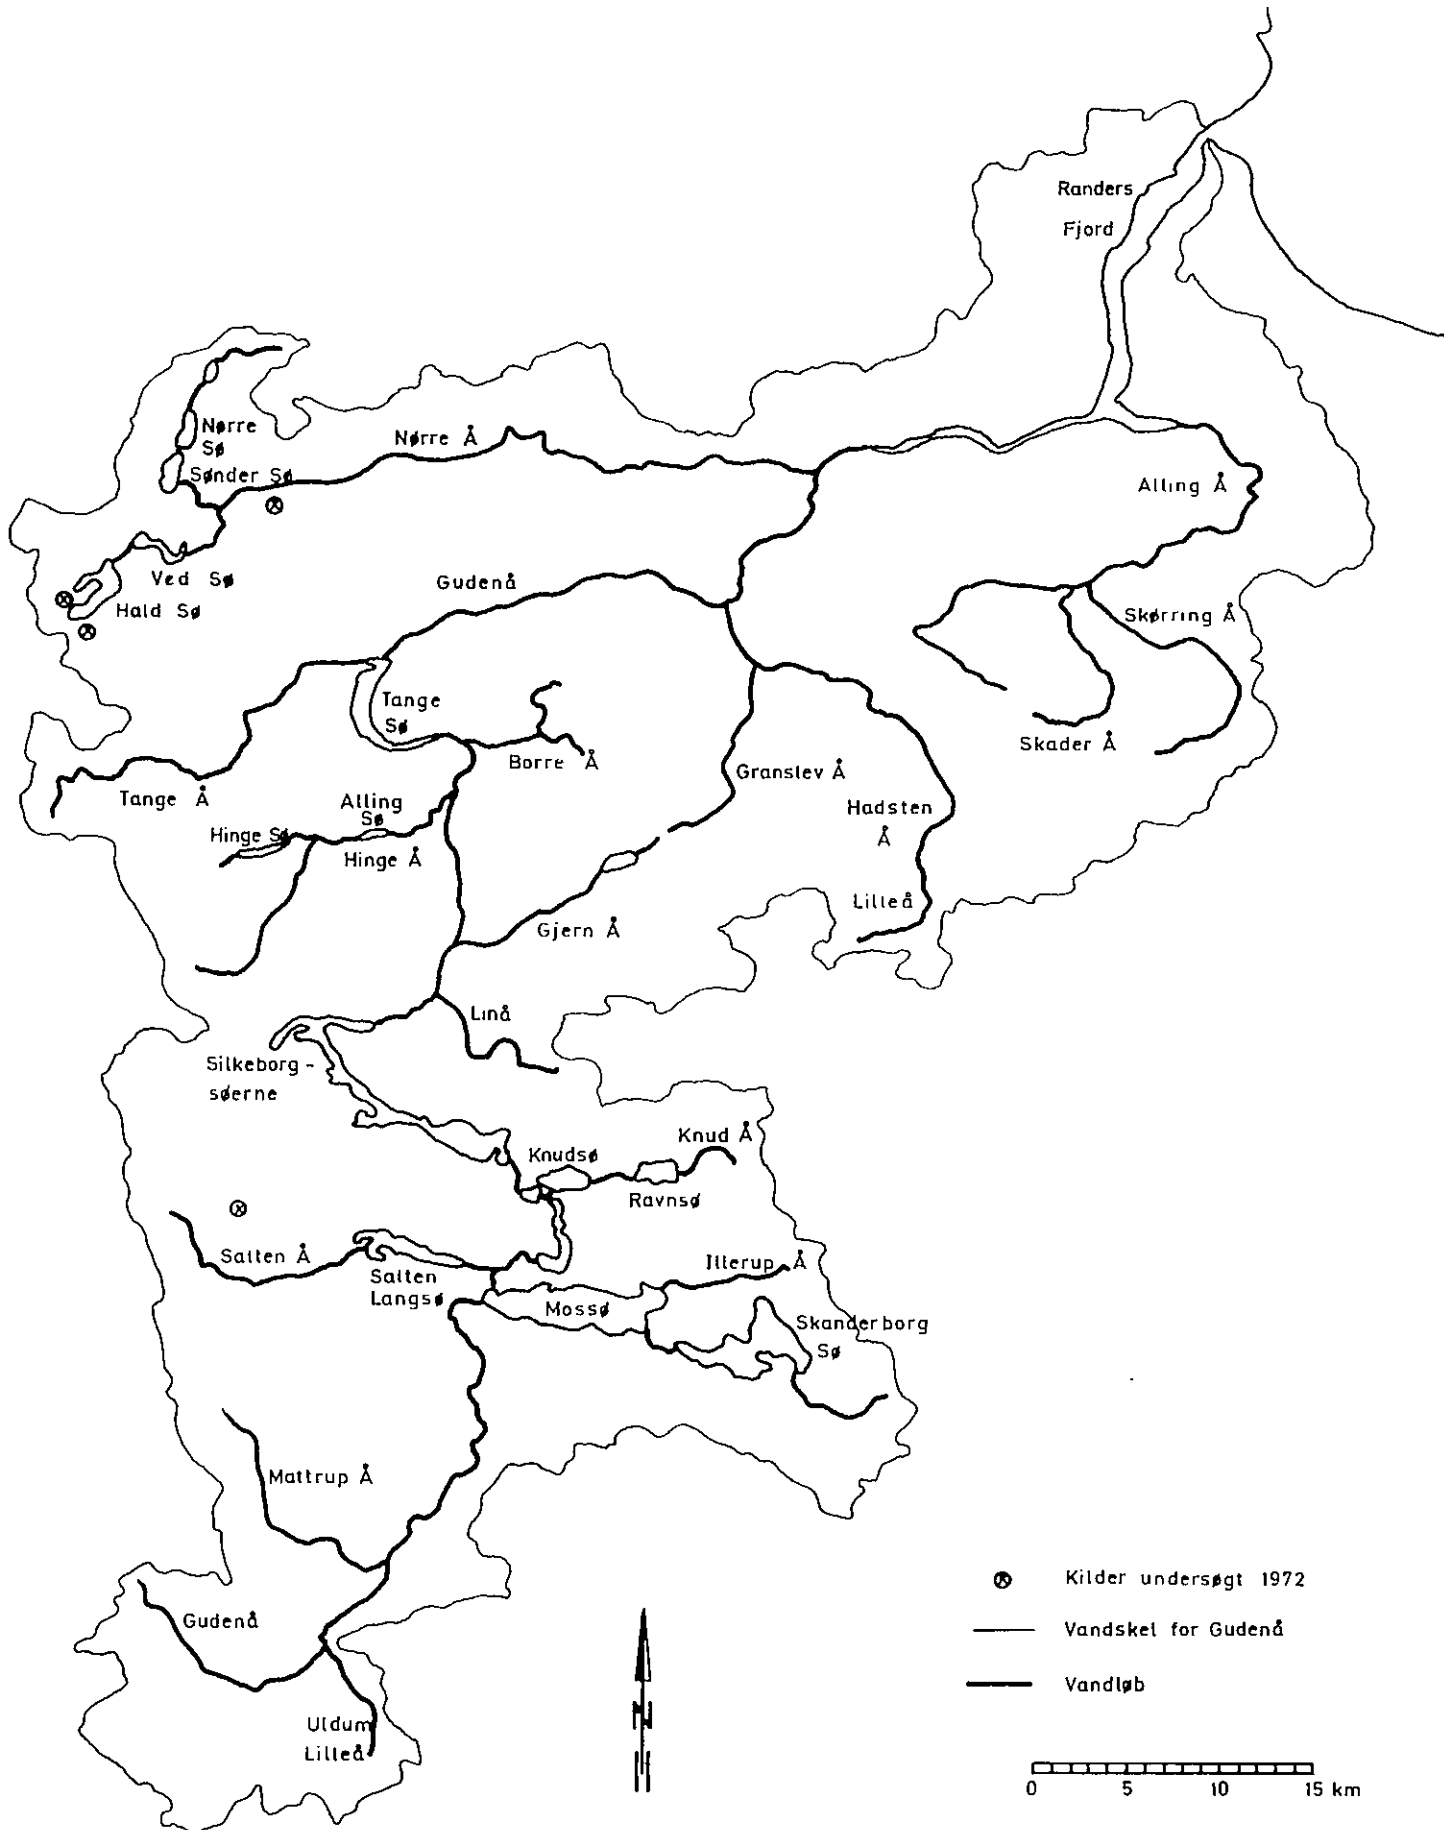 Randers
Fjord
Nørre
Sø
Nørre Å
Sønder Sø
Alling Å
Ved Sø
Gudenå
Hald Sø
Skørring Å
Tange
Sø
Skader Å
Borre Å
Granslev Å
Tange Å
Alling
Sø
Hadsten
Å
Hinge Sø
Hinge Å
Lilleå
Gjern Å
Linå
Silkeborg-
søerne
Knudsø
Knud Å
Ravnsø
Salten Å
Illerup Å
Salten
Langsø
Mossø
Skanderborg
Sø
Mattrup Å
Gudenå
Uldum
Lilleå
N
Kilder undersøgt 1972
Vandskel for Gudenå
Vandløb
0 5 10 15 km